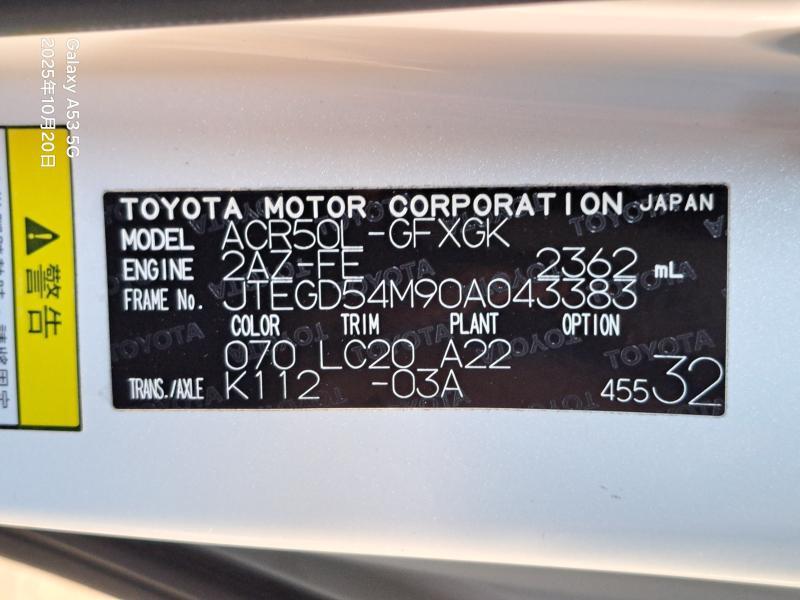 Galaxy A53 5G
2025年10月20日
警告
TOYOTA MOTOR CORPORATION JAPAN
MODEL ACR50L-GFXGK
ENGINE 2AZ-FE 2362 mL
FRAME No. JTEGD54M90A043383
COLOR TRIM PLANT OPTION
070 LC20 A22
TRANS./AXLE K112 -03A 45532